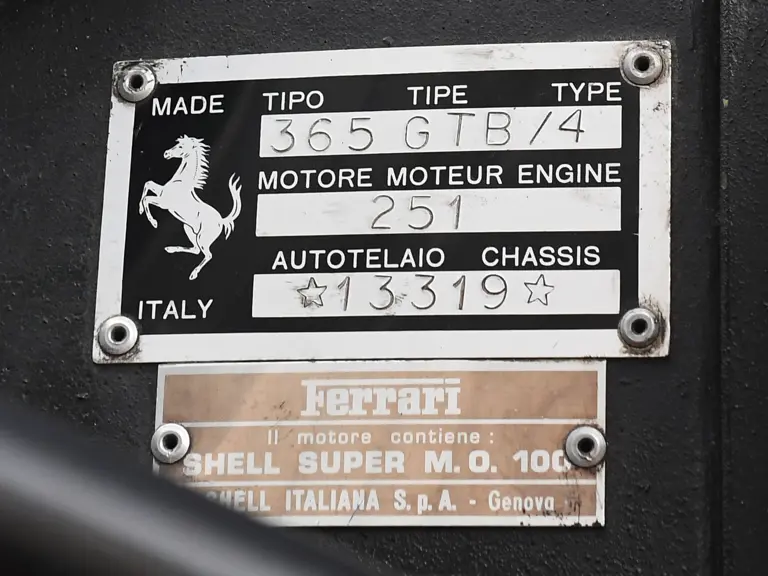 MADE TIPO TIPE TYPE
365 GTB/4
MOTORE MOTEUR ENGINE
251
AUTOTELAIO CHASSIS
☆13319☆
ITALY
Ferrari
Il motore contiene :
SHELL SUPER M.O. 100
SHELL ITALIANA S.p.A. - Genova